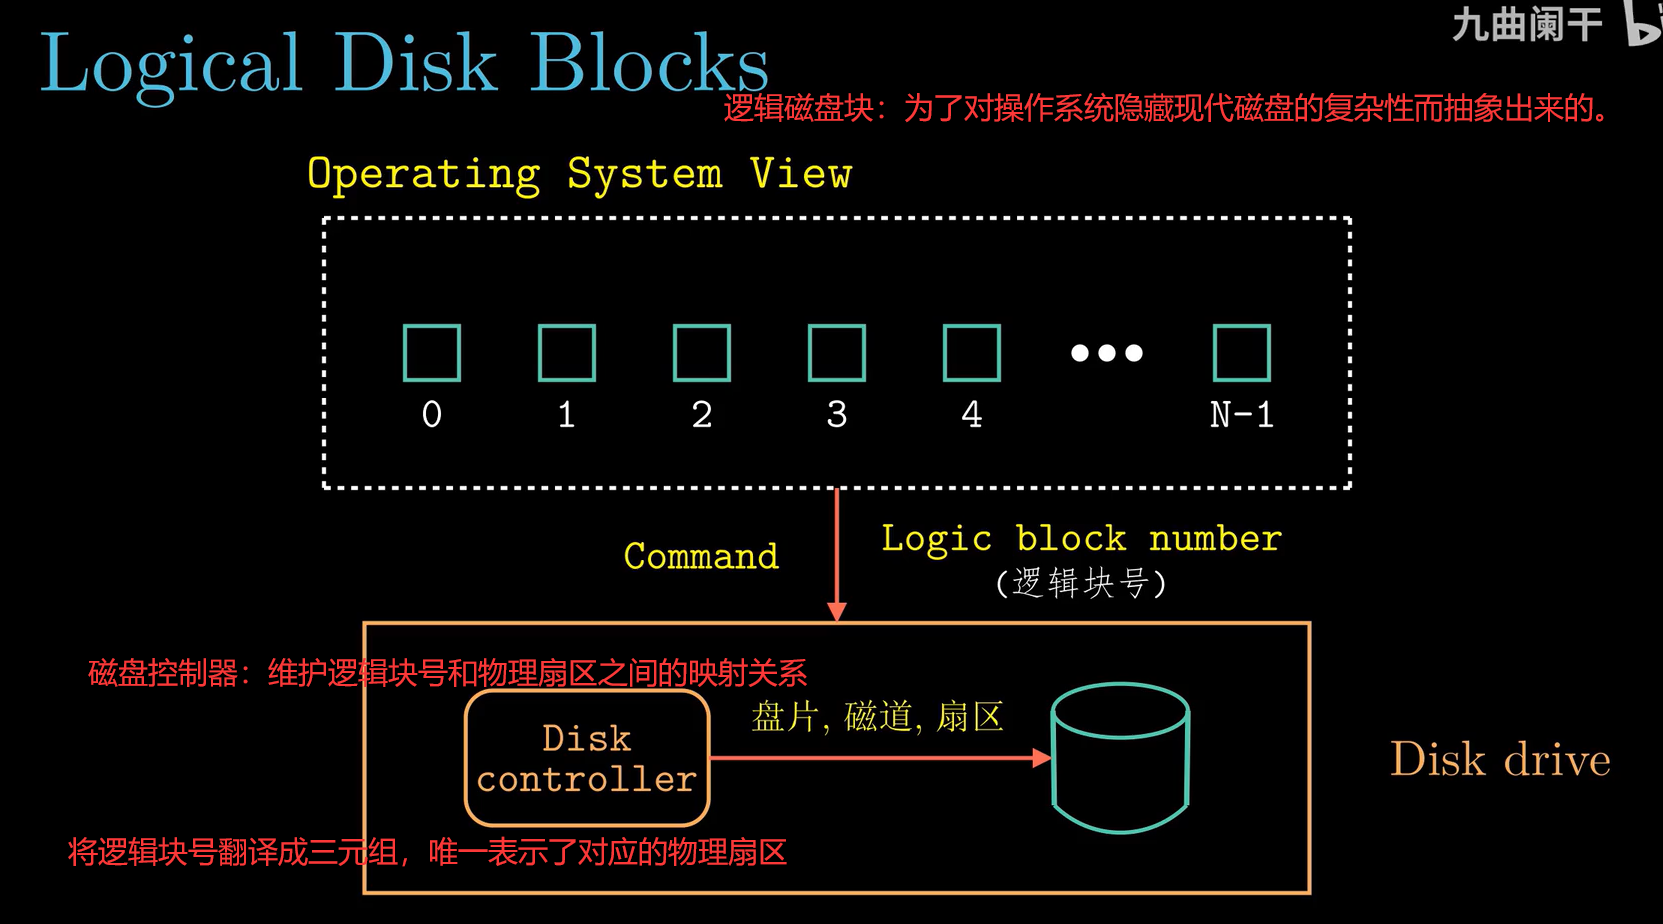 九曲阑干
Logical Disk Blocks
逻辑磁盘块：为了对操作系统隐藏现代磁盘的复杂性而抽象出来的。
Operating System View
0 1 2 3 4 N-1
Command
Logic block number
(逻辑块号)
磁盘控制器：维护逻辑块号和物理扇区之间的映射关系
盘片, 磁道, 扇区
Disk
controller
Disk drive
将逻辑块号翻译成三元组，唯一表示了对应的物理扇区